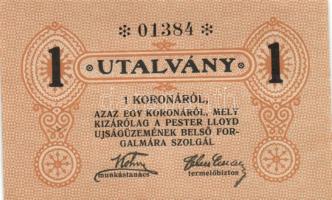 * 01384 *
1 UTALVÁNY 1
1 KORONÁRÓL,
AZAZ EGY KORONÁRÓL, MELY
KIZÁRÓLAG A PESTER LLOYD
UJSÁGÜZEMÉNEK BELSŐ FOR-
GALMÁRA SZOLGÁL
munkástanács termelőbiztos